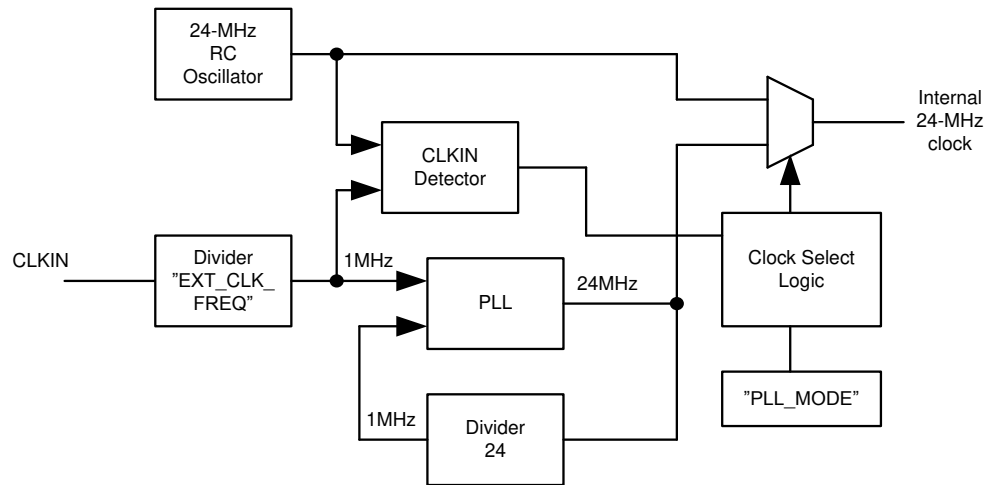 24-MHz
RC
Oscillator
Internal
24-MHz
clock
CLKIN
Detector
CLKIN
Divider
"EXT_CLK_
FREQ"
1MHz
PLL
24MHz
Clock Select
Logic
1MHz
Divider
24
”PLL_MODE”